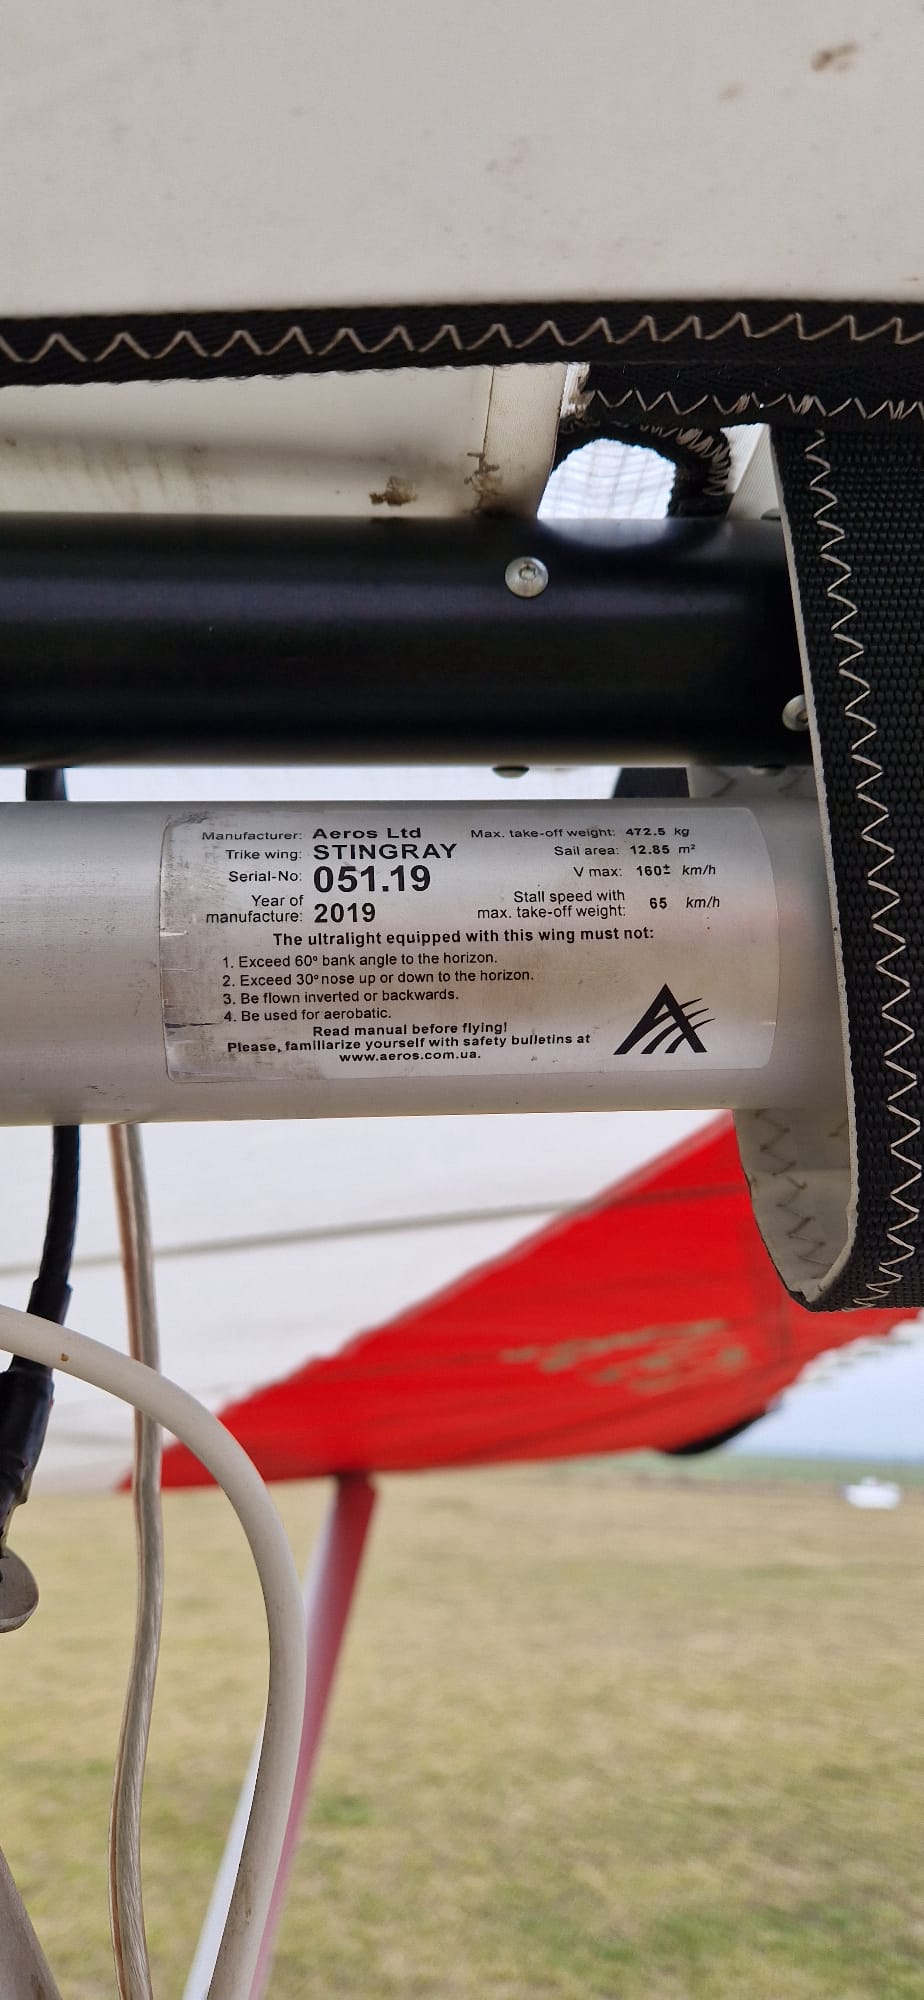 Manufacturer: Aeros Ltd
Trike wing: STINGRAY
Serial-No: 051.19
Year of
manufacture: 2019
Max. take-off weight: 472.5 kg
Sail area: 12.85 m²
V max: 160± km/h
Stall speed with
max. take-off weight: 65 km/h
The ultralight equipped with this wing must not:
1. Exceed 60° bank angle to the horizon.
2. Exceed 30° nose up or down to the horizon.
3. Be flown inverted or backwards.
4. Be used for aerobatic.
Read manual before flying!
Please, familiarize yourself with safety bulletins at
www.aeros.com.ua.